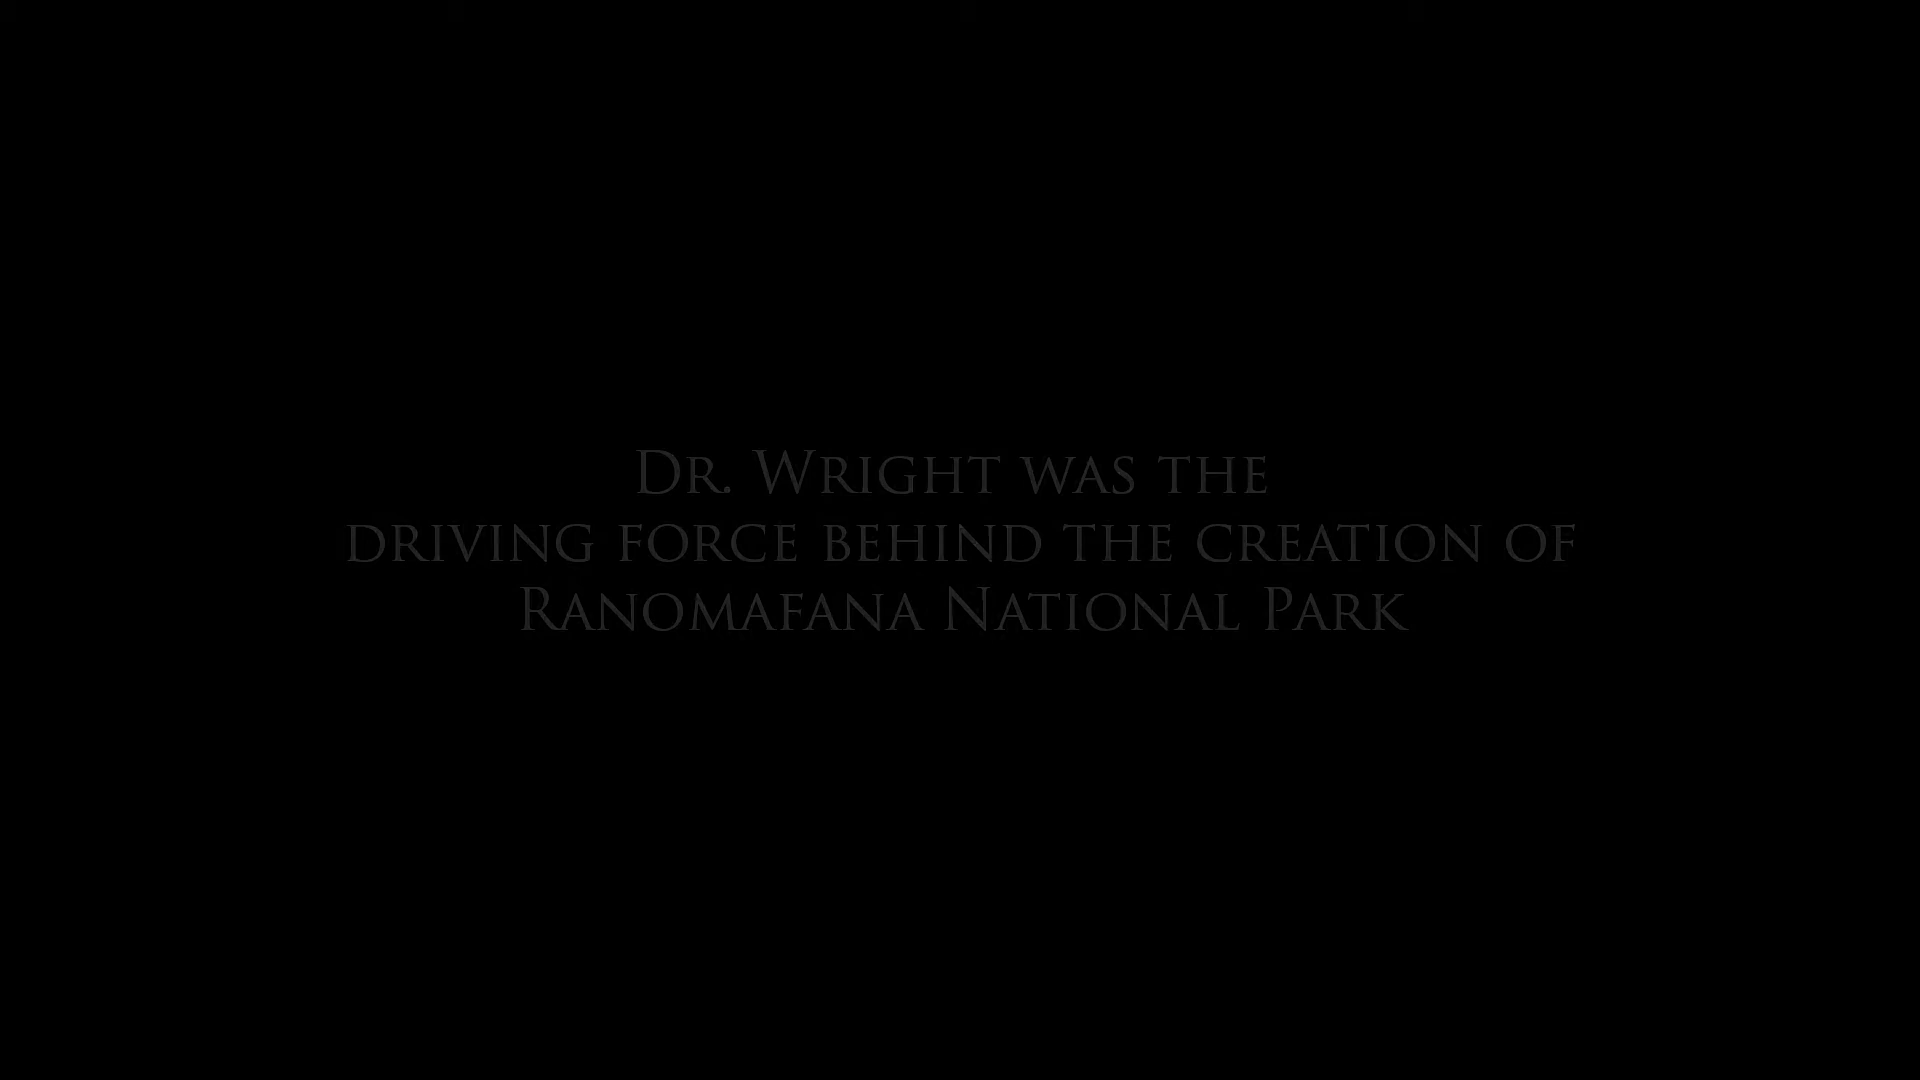 Dr. Wright was the
driving force behind the creation of
Ranomafana National Park